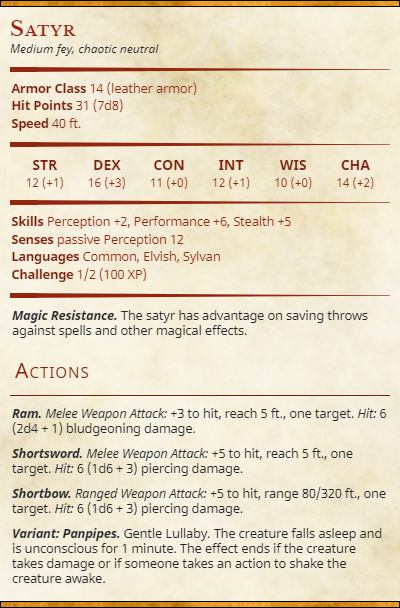 Satyr
Medium fey, chaotic neutral
Armor Class 14 (leather armor)
Hit Points 31 (7d8)
Speed 40 ft.
STR DEX CON INT WIS CHA
12 (+1) 16 (+3) 11 (+0) 12 (+1) 10 (+0) 14 (+2)
Skills Perception +2, Performance +6, Stealth +5
Senses passive Perception 12
Languages Common, Elvish, Sylvan
Challenge 1/2 (100 XP)
Magic Resistance. The satyr has advantage on saving throws
against spells and other magical effects.
Actions
Ram. Melee Weapon Attack: +3 to hit, reach 5 ft., one target. Hit: 6
(2d4 + 1) bludgeoning damage.
Shortsword. Melee Weapon Attack: +5 to hit, reach 5 ft., one
target. Hit: 6 (1d6 + 3) piercing damage.
Shortbow. Ranged Weapon Attack: +5 to hit, range 80/320 ft., one
target. Hit: 6 (1d6 + 3) piercing damage.
Variant: Panpipes. Gentle Lullaby. The creature falls asleep and
is unconscious for 1 minute. The effect ends if the creature
takes damage or if someone takes an action to shake the
creature awake.